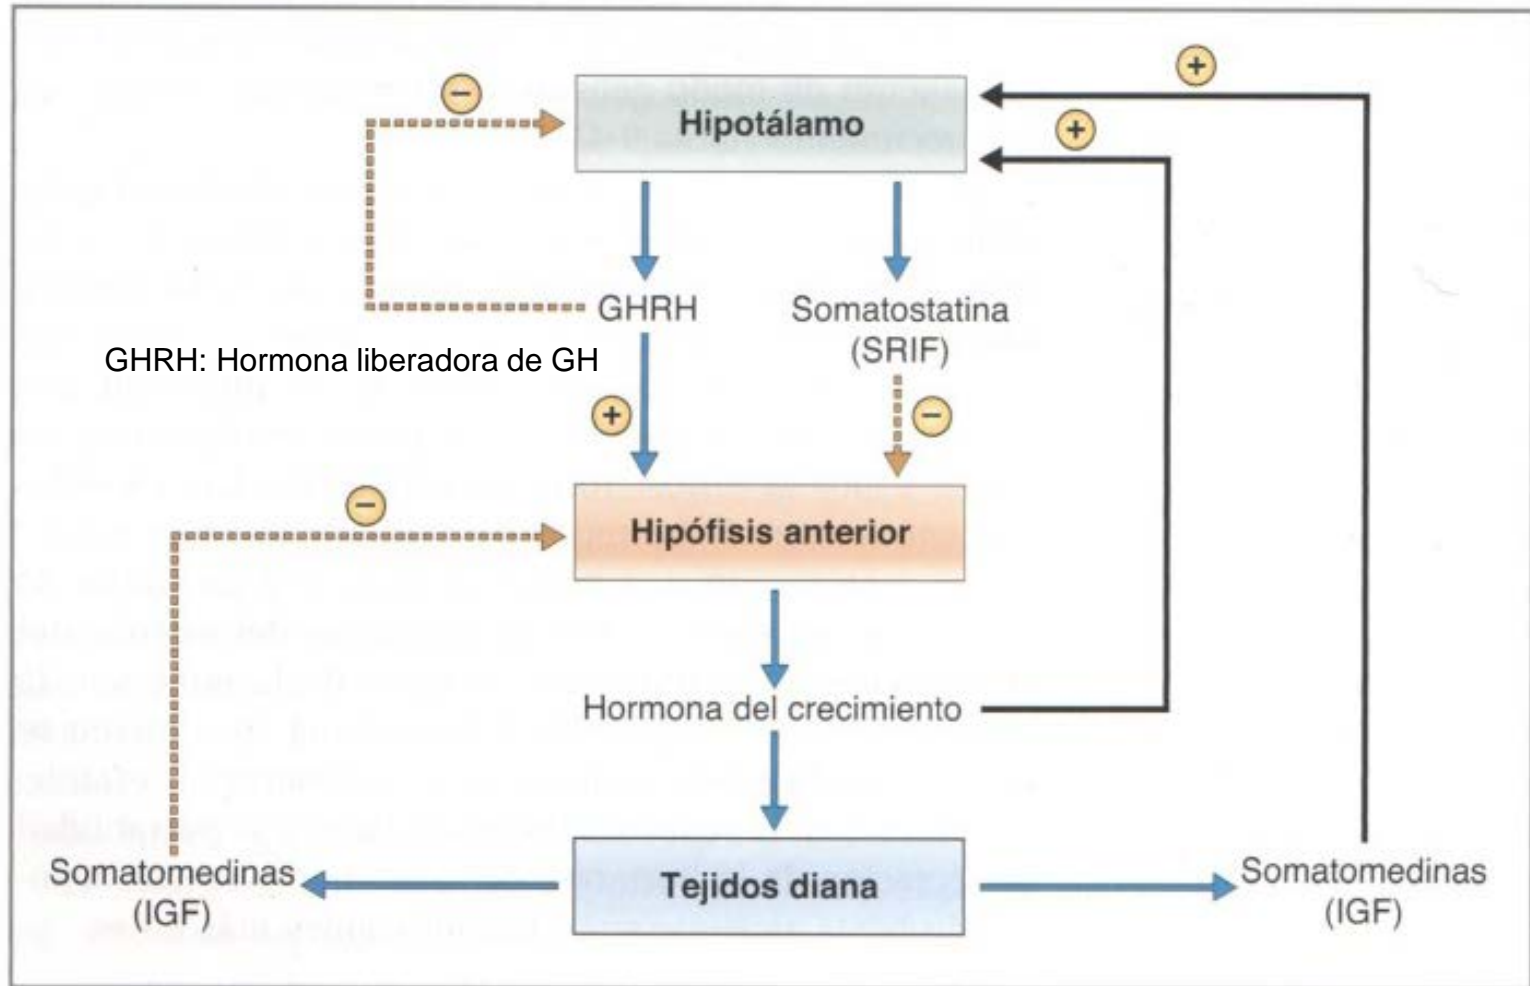 +
−
+
Hipotálamo
GHRH
Somatostatina
(SRIF)
GHRH: Hormona liberadora de GH
+
−
−
Hipófisis anterior
Hormona del crecimiento
Somatomedinas
(IGF)
Tejidos diana
Somatomedinas
(IGF)